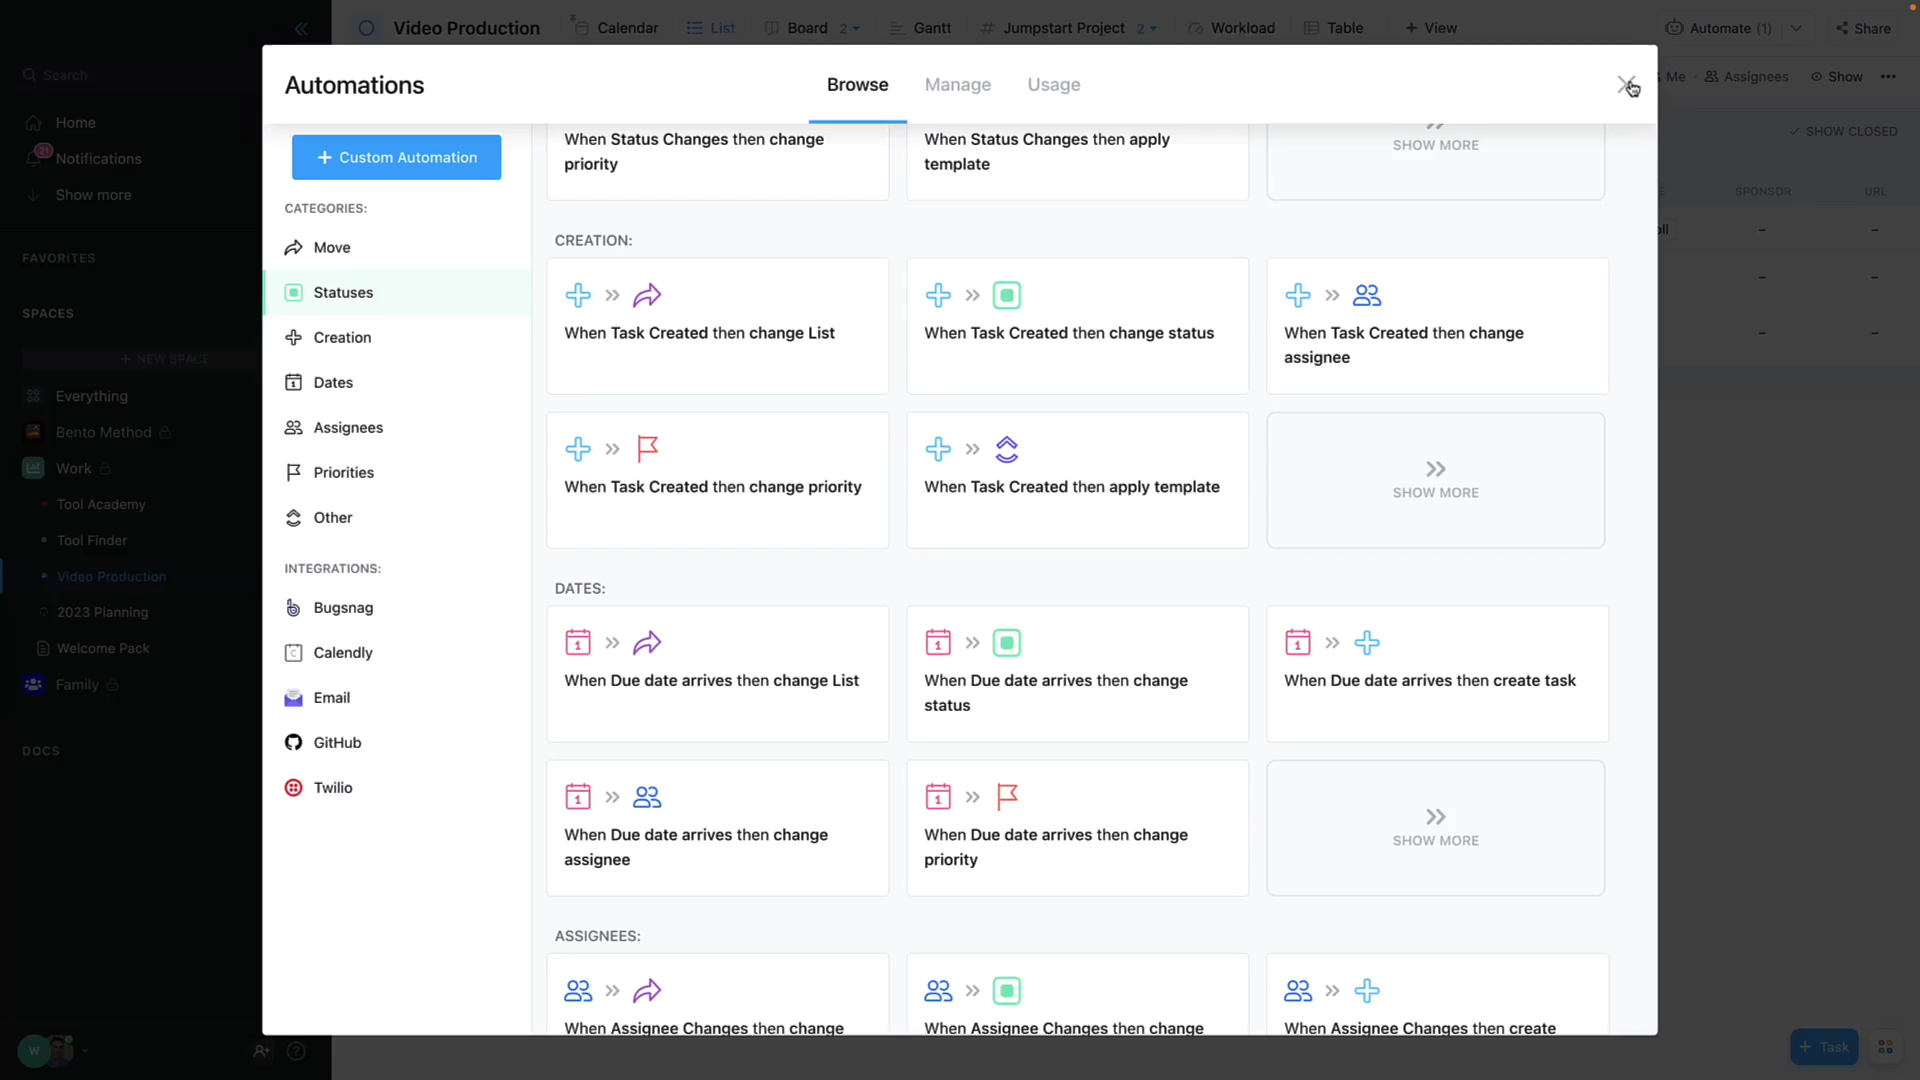 Video Production
Calendar
List
Board 2
Gantt
Jumpstart Project 2
Workload
Table
+ View
Automate (1)
Share
Search
Home
21
Notifications
Show more
FAVORITES
SPACES
+ NEW SPACE
Everything
Bento Method
Work
Tool Academy
Tool Finder
Video Production
2023 Planning
Welcome Pack
Family
DOCS
W
Automations
Browse
Manage
Usage
Me
Assignees
Show
SHOW CLOSED
SPONSOR
URL
–
–
–
–
–
–
+ Custom Automation
CATEGORIES:
Move
Statuses
Creation
Dates
Assignees
Priorities
Other
INTEGRATIONS:
Bugsnag
Calendly
Email
GitHub
Twilio
When Status Changes then change
priority
When Status Changes then apply
template
SHOW MORE
CREATION:
When Task Created then change List
When Task Created then change status
When Task Created then change
assignee
When Task Created then change priority
When Task Created then apply template
SHOW MORE
DATES:
When Due date arrives then change List
When Due date arrives then change
status
When Due date arrives then create task
When Due date arrives then change
assignee
When Due date arrives then change
priority
SHOW MORE
ASSIGNEES:
When Assignee Changes then change
When Assignee Changes then change
When Assignee Changes then create
+ Task